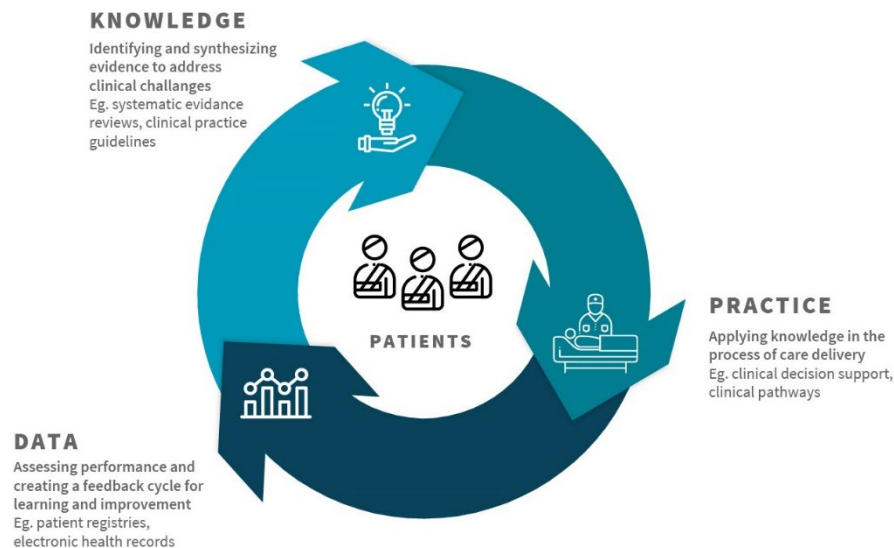 KNOWLEDGE
Identifying and synthesizing
evidence to address
clinical challanges
Eg. systematic evidance
reviews, clinical practice
guidelines
PATIENTS
PRACTICE
Applying knowledge in the
process of care delivery
Eg. clinical decision support,
clinical pathways
DATA
Assessing performance and
creating a feedback cycle for
learning and improvement
Eg. patient registries,
electronic health records